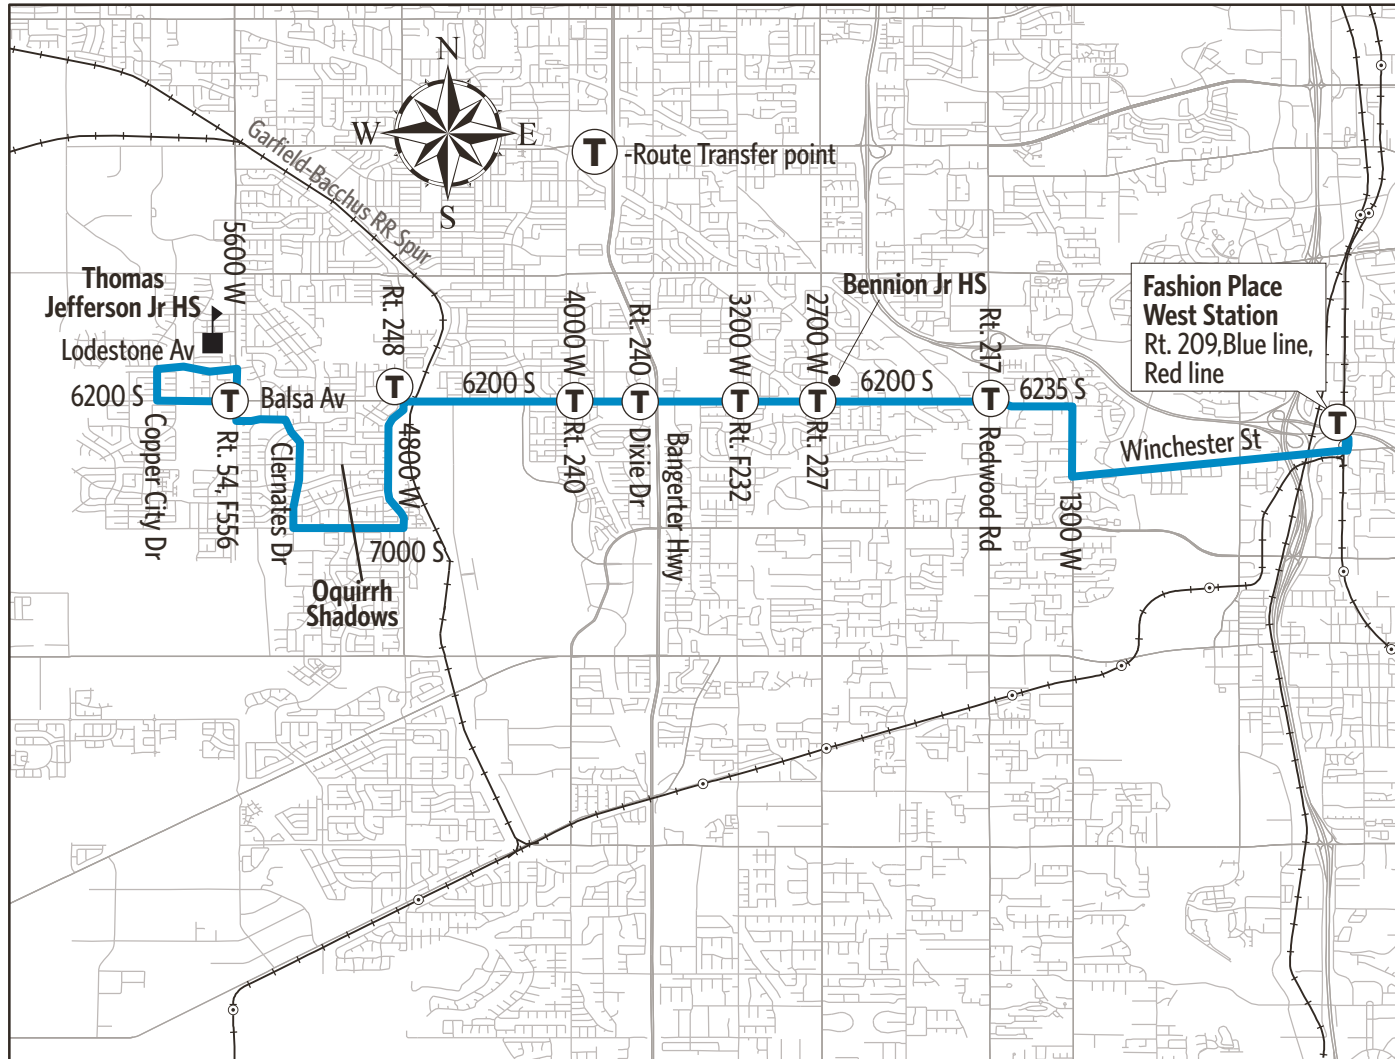 N
W
E
S
T
-Route Transfer point
Garfield-Bacchus RR Spur
5600 W
Thomas
Jefferson Jr HS
Lodestone Av
6200 S
T
Balsa Av
Copper City Dr
Rt. 54, F556
Clernates Dr
Rt. 248
T
4800 W
7000 S
Oquirrh
Shadows
6200 S
4000 W
T
Rt. 240
Rt. 240
T
Dixie Dr
Bangerter Hwy
3200 W
T
Rt. F232
2700 W
T
Rt. 227
Bennion Jr HS
6200 S
Rt. 217
T
Redwood Rd
6235 S
1300 W
Winchester St
Fashion Place
West Station
Rt. 209,Blue line,
Red line
T